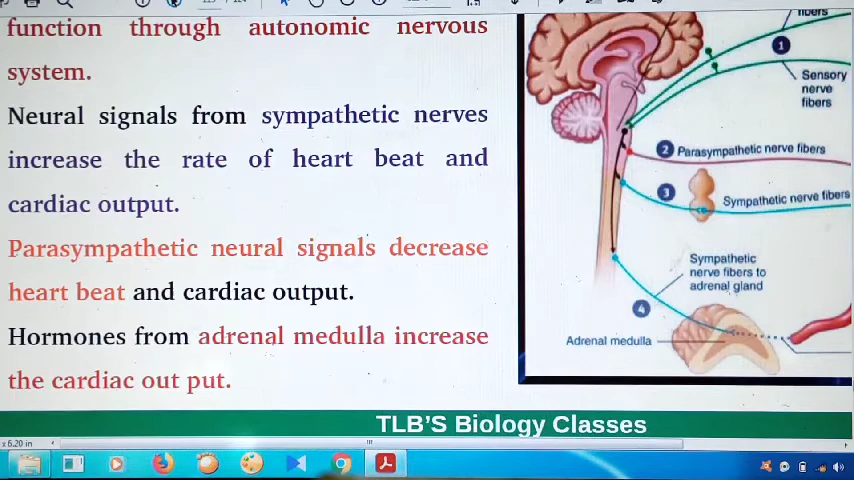 function through autonomic nervous
system.
Neural signals from sympathetic nerves
increase the rate of heart beat and
cardiac output.
Parasympathetic neural signals decrease
heart beat and cardiac output.
Hormones from adrenal medulla increase
the cardiac out put.
fibers
1
Sensory
nerve
fibers
2 Parasympathetic nerve fibers
3
Sympathetic nerve fibers
Sympathetic
nerve fibers to
adrenal gland
4
Adrenal medulla
TLB'S Biology Classes
x 6.20 in